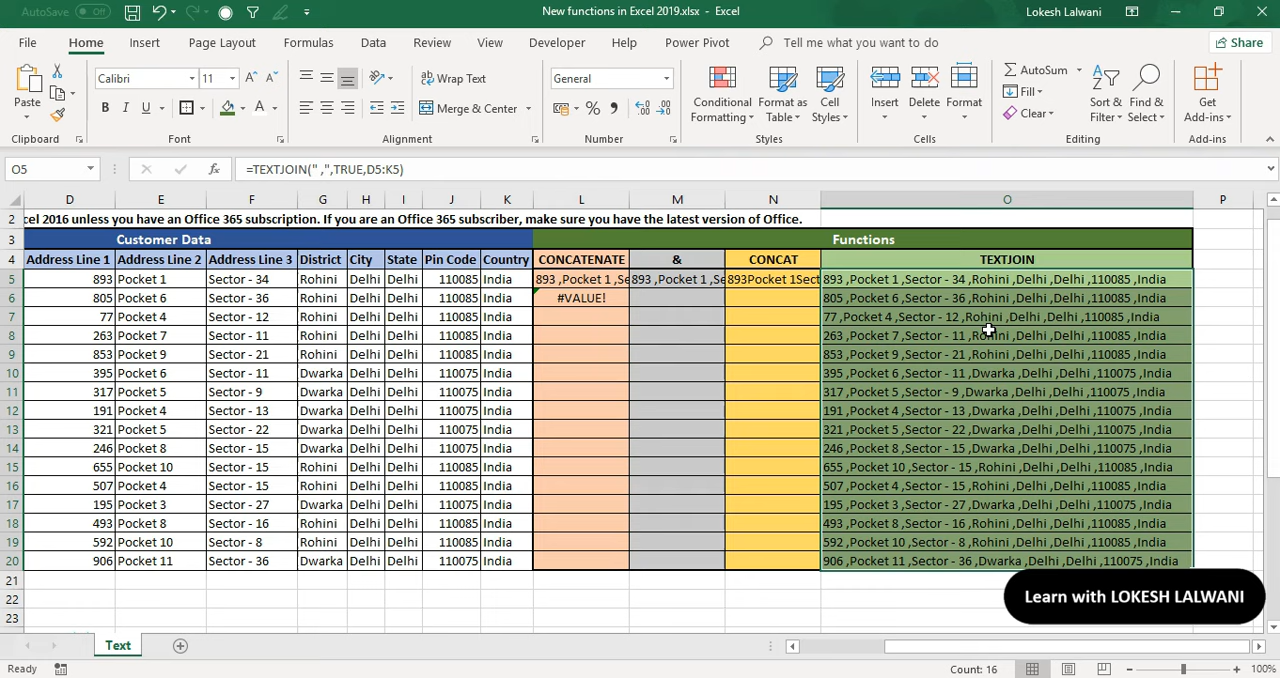 AutoSave Off New functions in Excel 2019.xlsx - Excel Lokesh Lalwani
File Home Insert Page Layout Formulas Data Review View Developer Help Power Pivot Tell me what you want to do Share
Paste Calibri 11 Wrap Text General Conditional Formatting Format as Table Cell Styles Insert Delete Format AutoSum Sort & Filter Find & Select Get Add-ins
B I U Merge & Center Fill Clear
Clipboard Font Alignment Number Styles Cells Editing Add-ins
O5 =TEXTJOIN(" ,",TRUE,D5:K5)
D E F G H I J K L M N O P
2 cel 2016 unless you have an Office 365 subscription. If you are an Office 365 subscriber, make sure you have the latest version of Office.
3 Customer Data Functions
4 Address Line 1 Address Line 2 Address Line 3 District City State Pin Code Country CONCATENATE & CONCAT TEXTJOIN
5 893 Pocket 1 Sector - 34 Rohini Delhi Delhi 110085 India 893 ,Pocket 1 ,Se 893 ,Pocket 1 ,Se 893Pocket 1Sect 893 ,Pocket 1 ,Sector - 34 ,Rohini ,Delhi ,Delhi ,110085 ,India
6 805 Pocket 6 Sector - 36 Rohini Delhi Delhi 110085 India #VALUE! 805 ,Pocket 6 ,Sector - 36 ,Rohini ,Delhi ,Delhi ,110085 ,India
7 77 Pocket 4 Sector - 12 Rohini Delhi Delhi 110085 India 77 ,Pocket 4 ,Sector - 12 ,Rohini ,Delhi ,Delhi ,110085 ,India
8 263 Pocket 7 Sector - 11 Rohini Delhi Delhi 110085 India 263 ,Pocket 7 ,Sector - 11 ,Rohini ,Delhi ,Delhi ,110085 ,India
9 853 Pocket 9 Sector - 21 Rohini Delhi Delhi 110085 India 853 ,Pocket 9 ,Sector - 21 ,Rohini ,Delhi ,Delhi ,110085 ,India
10 395 Pocket 6 Sector - 11 Dwarka Delhi Delhi 110075 India 395 ,Pocket 6 ,Sector - 11 ,Dwarka ,Delhi ,Delhi ,110075 ,India
11 317 Pocket 5 Sector - 9 Dwarka Delhi Delhi 110075 India 317 ,Pocket 5 ,Sector - 9 ,Dwarka ,Delhi ,Delhi ,110075 ,India
12 191 Pocket 4 Sector - 13 Dwarka Delhi Delhi 110075 India 191 ,Pocket 4 ,Sector - 13 ,Dwarka ,Delhi ,Delhi ,110075 ,India
13 321 Pocket 5 Sector - 22 Dwarka Delhi Delhi 110075 India 321 ,Pocket 5 ,Sector - 22 ,Dwarka ,Delhi ,Delhi ,110075 ,India
14 246 Pocket 8 Sector - 15 Dwarka Delhi Delhi 110075 India 246 ,Pocket 8 ,Sector - 15 ,Dwarka ,Delhi ,Delhi ,110075 ,India
15 655 Pocket 10 Sector - 15 Rohini Delhi Delhi 110085 India 655 ,Pocket 10 ,Sector - 15 ,Rohini ,Delhi ,Delhi ,110085 ,India
16 507 Pocket 4 Sector - 15 Rohini Delhi Delhi 110085 India 507 ,Pocket 4 ,Sector - 15 ,Rohini ,Delhi ,Delhi ,110085 ,India
17 195 Pocket 3 Sector - 27 Dwarka Delhi Delhi 110075 India 195 ,Pocket 3 ,Sector - 27 ,Dwarka ,Delhi ,Delhi ,110075 ,India
18 493 Pocket 8 Sector - 16 Rohini Delhi Delhi 110085 India 493 ,Pocket 8 ,Sector - 16 ,Rohini ,Delhi ,Delhi ,110085 ,India
19 592 Pocket 10 Sector - 8 Rohini Delhi Delhi 110085 India 592 ,Pocket 10 ,Sector - 8 ,Rohini ,Delhi ,Delhi ,110085 ,India
20 906 Pocket 11 Sector - 36 Dwarka Delhi Delhi 110075 India 906 ,Pocket 11 ,Sector - 36 ,Dwarka ,Delhi ,Delhi ,110075 ,India
21
22
23
Learn with LOKESH LALWANI
Text
Ready Count: 16 100%